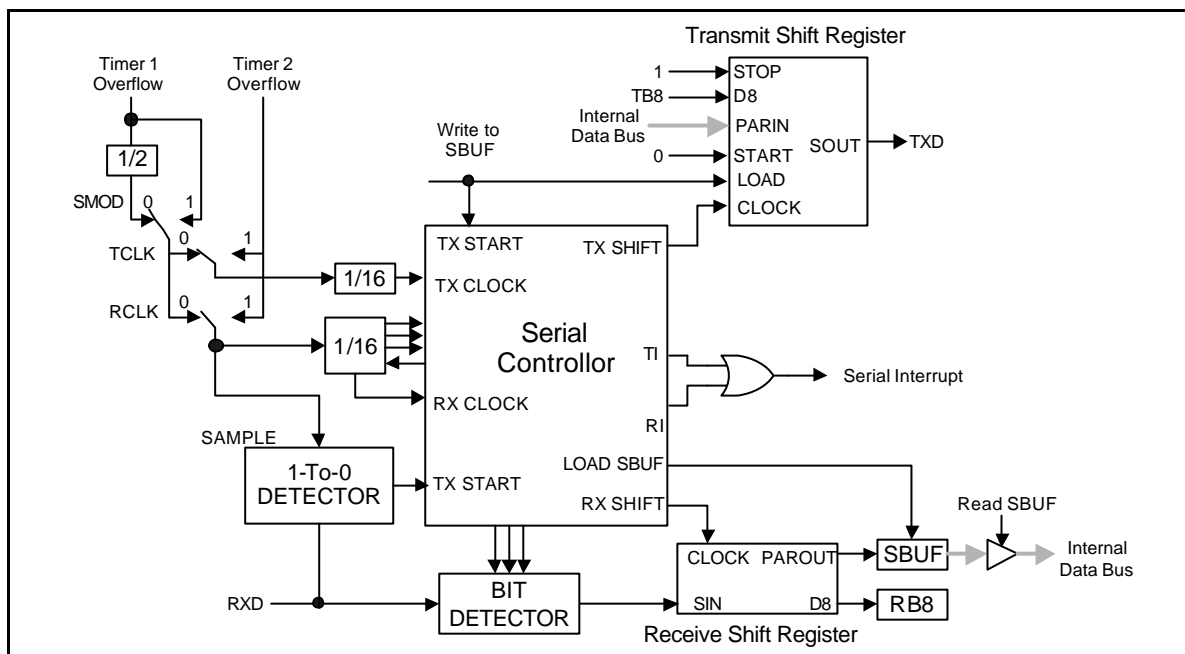 Transmit Shift Register
Timer 1
Overflow
Timer 2
Overflow
1
STOP
TB8
D8
Internal
Data Bus
PARIN
SOUT
TXD
Write to
SBUF
0
START
LOAD
CLOCK
1/2
SMOD
0
1
TCLK
0
1
RCLK
0
1
1/16
1/16
TX START
TX SHIFT
TX CLOCK
Serial
Controllor
TI
RX CLOCK
RI
Serial Interrupt
SAMPLE
1-To-0
DETECTOR
TX START
LOAD SBUF
RX SHIFT
Read SBUF
CLOCK
PAROUT
SBUF
Internal
Data Bus
RXD
BIT
DETECTOR
SIN
D8
RB8
Receive Shift Register